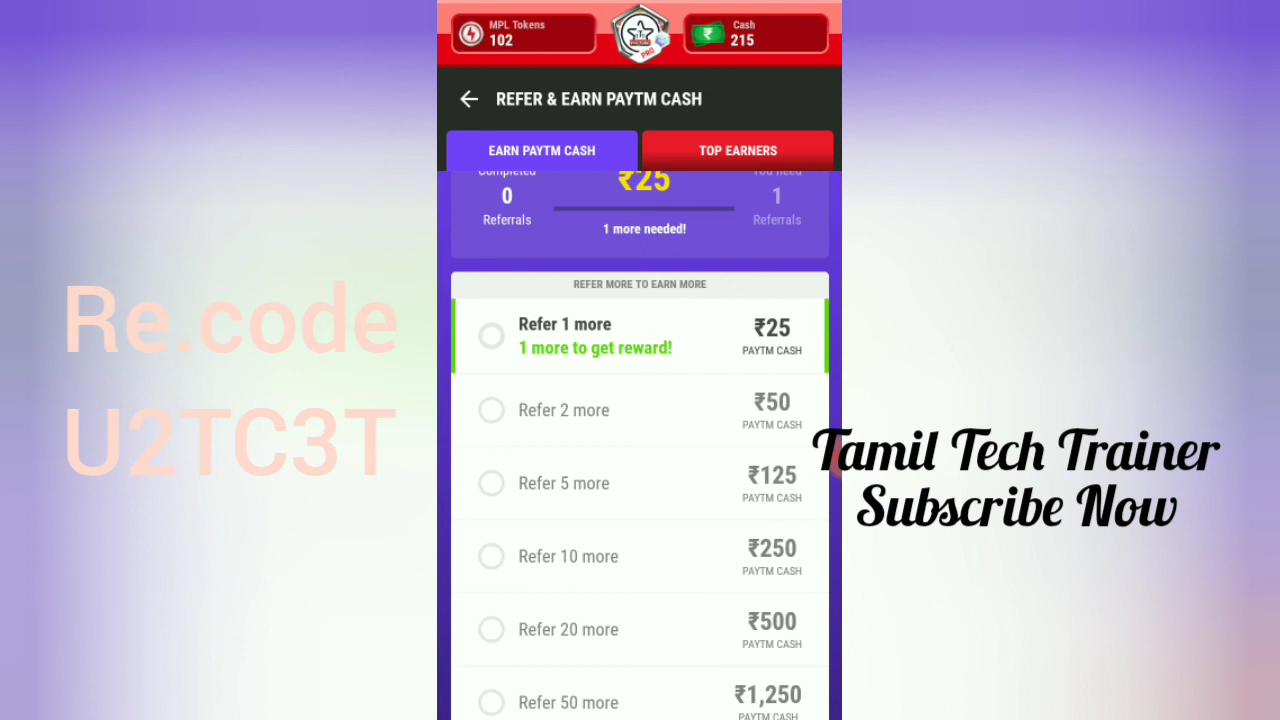 MPL Tokens
102
PRO
Cash
215
REFER & EARN PAYTM CASH
EARN PAYTM CASH
TOP EARNERS
Completed
0
Referrals
₹25
1 more needed!
You need
1
Referrals
REFER MORE TO EARN MORE
Refer 1 more
1 more to get reward!
₹25
PAYTM CASH
Refer 2 more
₹50
PAYTM CASH
Refer 5 more
₹125
PAYTM CASH
Refer 10 more
₹250
PAYTM CASH
Refer 20 more
₹500
PAYTM CASH
Refer 50 more
₹1,250
PAYTM CASH
Re.code
U2TC3T
Tamil Tech Trainer
Subscribe Now